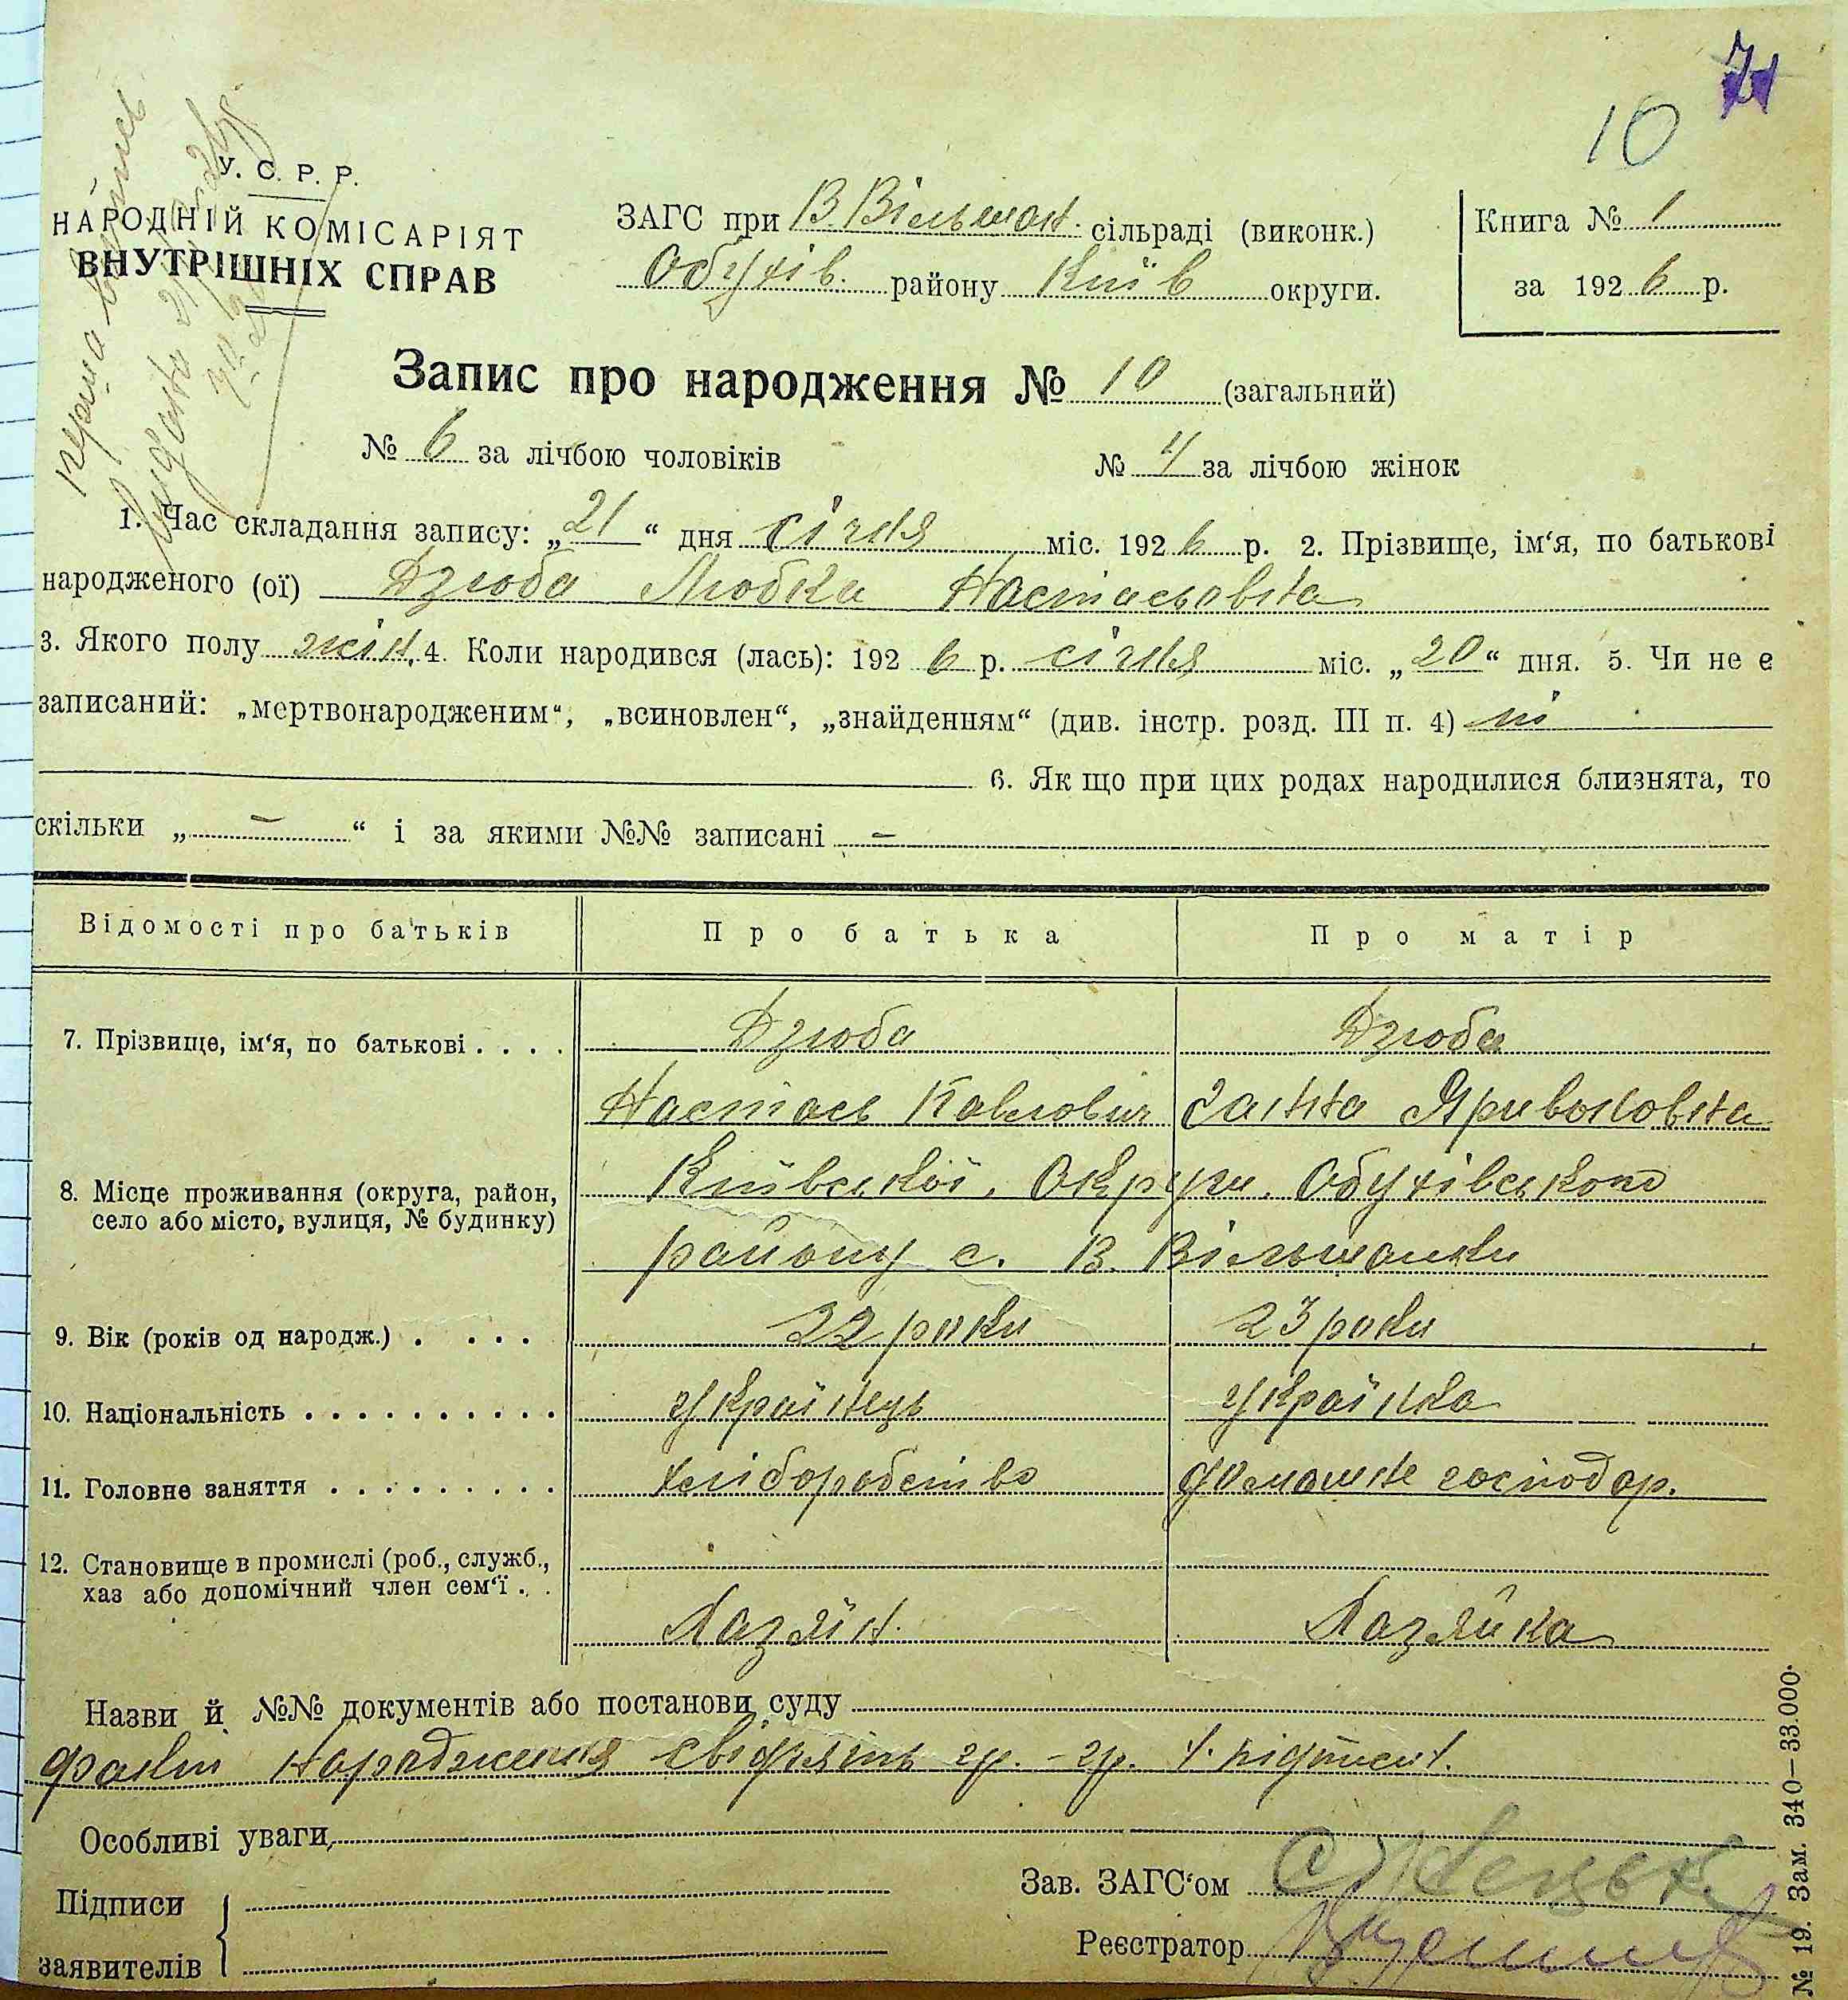 10
У. С. Р. Р.
НАРОДНІЙ КОМІСАРІЯТ
ВНУТРІШНІХ СПРАВ
ЗАГС при В. Вільшан. сільраді (виконк.)
Обухів. району Київ округи.
Книга № 1
за 1926 р.
Запис про народження № 10 (загальний)
№ 6 за лічбою чоловіків № 4 за лічбою жінок
1. Час складання запису: „21“ дня січня міс. 1926 р. 2. Прізвище, ім‘я, по батькові
народженого (ої) Дзюба Любка Настасьовна
3. Якого полу жін. 4. Коли народився (лась): 1926 р. січня міс. „20“ дня. 5. Чи не є
записаний: „мертвонародженим“, „всиновлен“, „знайденням“ (див. інстр. розд. III п. 4) ні
6. Як що при цих родах народилися близнята, то
скільки „ — “ і за якими №№ записані —
Відомості про батьків Про батька Про матір
7. Прізвище, ім‘я, по батькові . . . . Дзюба Дзюба
Настась Павлович Ганна
8. Місце проживання (округа, район, Київської, Округи, Обухівського
село або місто, вулиця, № будинку)
району с. В. Вільшанки
9. Вік (років од народж.) . . . . 22 роки 23 роки
10. Національність . . . . . . . . . . Українець Українка
11. Головне заняття . . . . . . . . . хліборобство домашнє господар.
12. Становище в промислі (роб., служб.,
хаз або допомічний член сем‘ї . .
Хазяїн. Хазяйка
Назви й №№ документів або постанови суду
факт народження свідчять гр. - гр.
Особливі уваги
Підписи
заявителів
Зав. ЗАГС‘ом
Реєстратор
№ 19. Зам. 340—33.000.